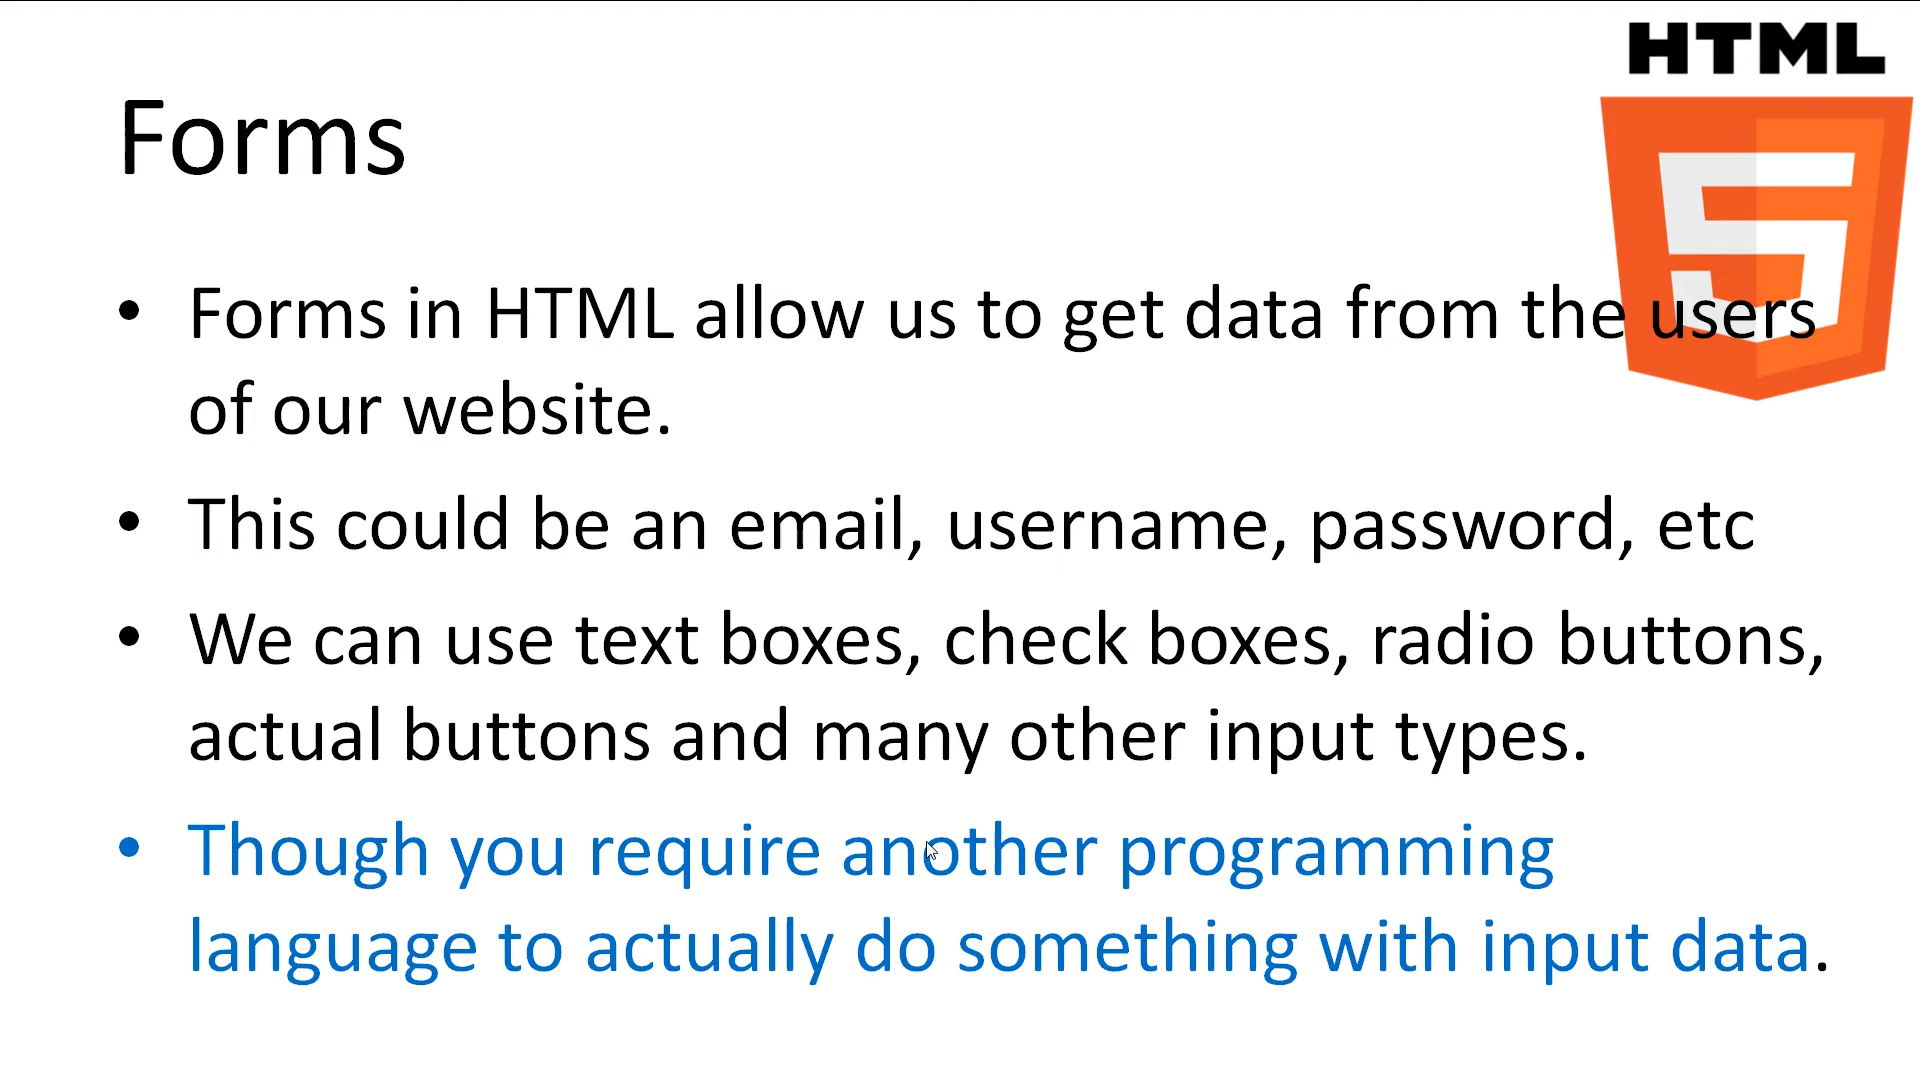 HTML
Forms
• Forms in HTML allow us to get data from the users
of our website.
• This could be an email, username, password, etc
• We can use text boxes, check boxes, radio buttons,
actual buttons and many other input types.
• Though you require another programming
language to actually do something with input data.